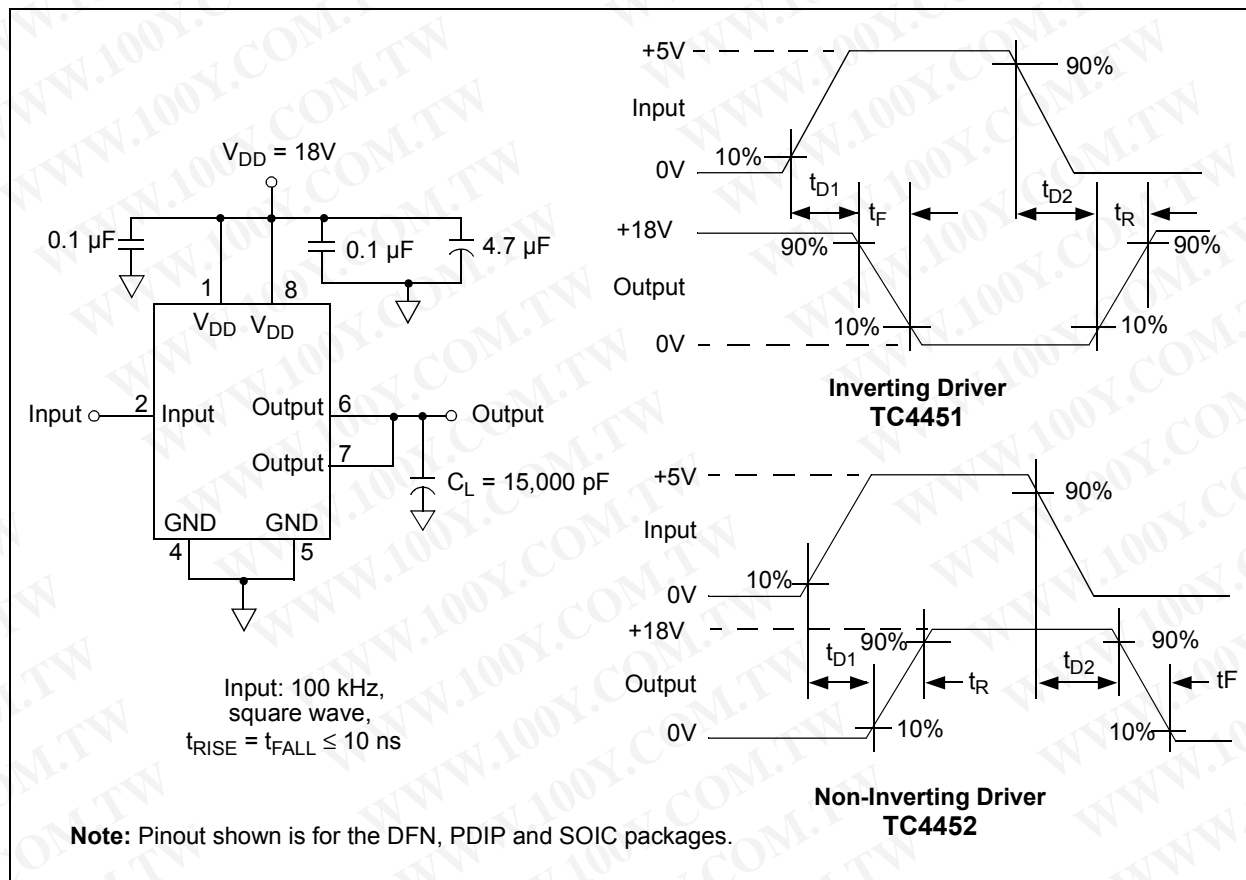 V_DD = 18V
0.1 µF
0.1 µF
4.7 µF
1
8
V_DD
V_DD
Input
2
Input
Output
6
Output
Output
7
C_L = 15,000 pF
GND
GND
4
5
Input: 100 kHz,
square wave,
t_RISE = t_FALL ≤ 10 ns
Note: Pinout shown is for the DFN, PDIP and SOIC packages.
+5V
90%
Input
10%
0V
t_D1
t_F
t_D2
t_R
+18V
90%
90%
Output
10%
10%
0V
Inverting Driver
TC4451
+5V
90%
Input
10%
0V
+18V
t_D1
90%
t_D2
90%
Output
t_R
tF
0V
10%
10%
Non-Inverting Driver
TC4452
WWW.100Y.COM.TW